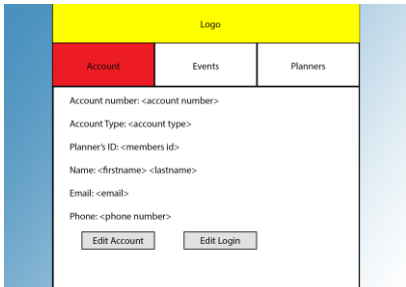 Logo
Account Events Planners
Account number: <account number>
Account Type: <account type>
Planner's ID: <members id>
Name: <firstname> <lastname>
Email: <email>
Phone: <phone number>
Edit Account Edit Login